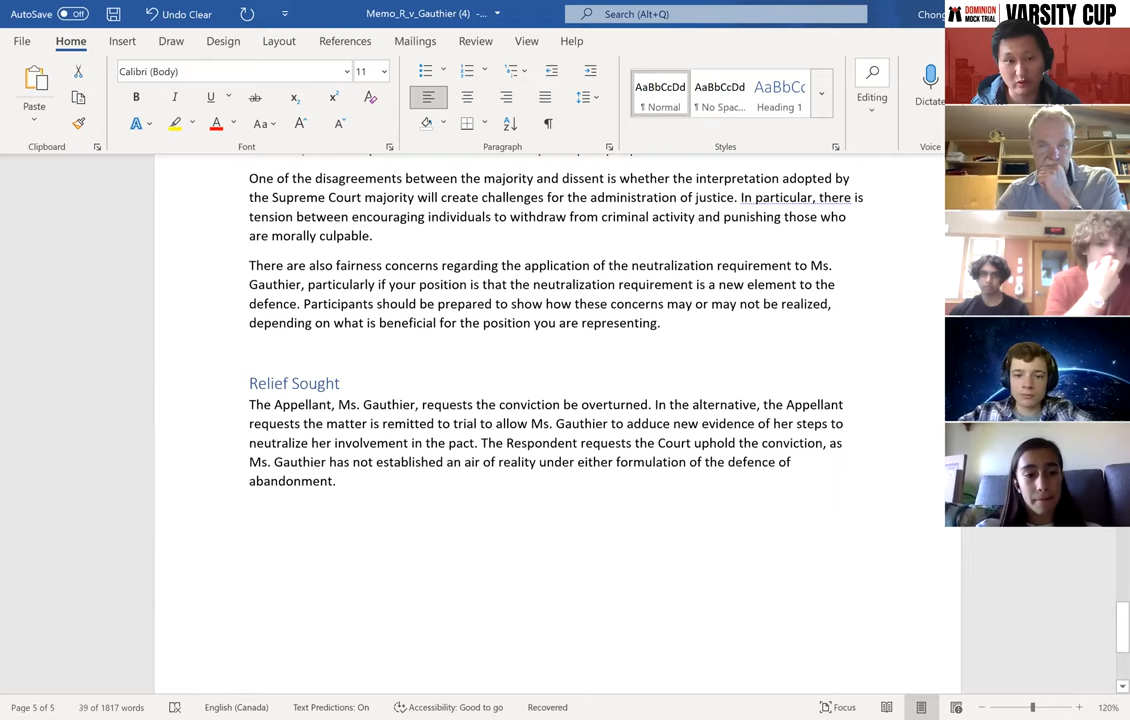 AutoSave Off Undo Clear Memo_R_v_Gauthier (4) -... Search (Alt+Q) Chong
DOMINION MOCK TRIAL VARSITY CUP
File Home Insert Draw Design Layout References Mailings Review View Help
Paste
Calibri (Body) 11
AaBbCcDd AaBbCcDd AaBbCc
¶ Normal ¶ No Spac... Heading 1
Editing Dictate
Clipboard Font Paragraph Styles Voice
One of the disagreements between the majority and dissent is whether the interpretation adopted by
the Supreme Court majority will create challenges for the administration of justice. In particular, there is
tension between encouraging individuals to withdraw from criminal activity and punishing those who
are morally culpable.
There are also fairness concerns regarding the application of the neutralization requirement to Ms.
Gauthier, particularly if your position is that the neutralization requirement is a new element to the
defence. Participants should be prepared to show how these concerns may or may not be realized,
depending on what is beneficial for the position you are representing.
Relief Sought
The Appellant, Ms. Gauthier, requests the conviction be overturned. In the alternative, the Appellant
requests the matter is remitted to trial to allow Ms. Gauthier to adduce new evidence of her steps to
neutralize her involvement in the pact. The Respondent requests the Court uphold the conviction, as
Ms. Gauthier has not established an air of reality under either formulation of the defence of
abandonment.
Page 5 of 5 39 of 1817 words English (Canada) Text Predictions: On Accessibility: Good to go Recovered Focus 120%